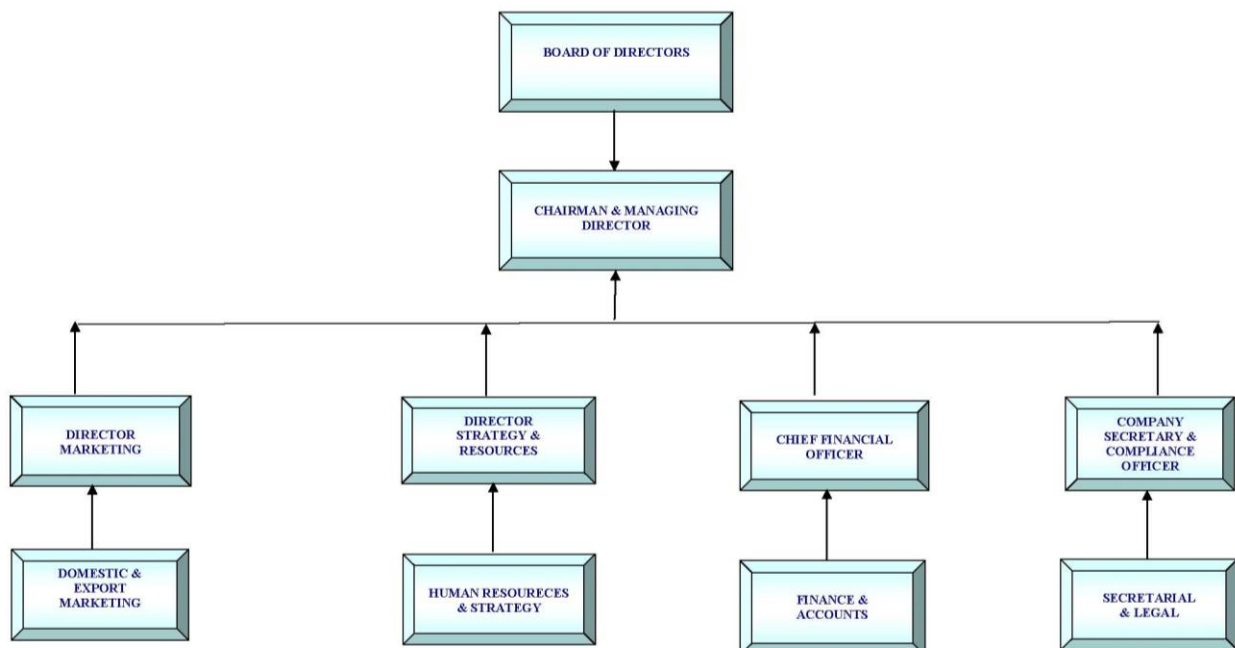 BOARD OF DIRECTORS
CHAIRMAN & MANAGING
DIRECTOR
DIRECTOR
MARKETING
DIRECTOR
STRATEGY &
RESOURCES
CHIEF FINANCIAL
OFFICER
COMPANY
SECRETARY &
COMPLIANCE
OFFICER
DOMESTIC &
EXPORT
MARKETING
HUMAN RESOURECES
& STRATEGY
FINANCE &
ACCOUNTS
SECRETARIAL
& LEGAL